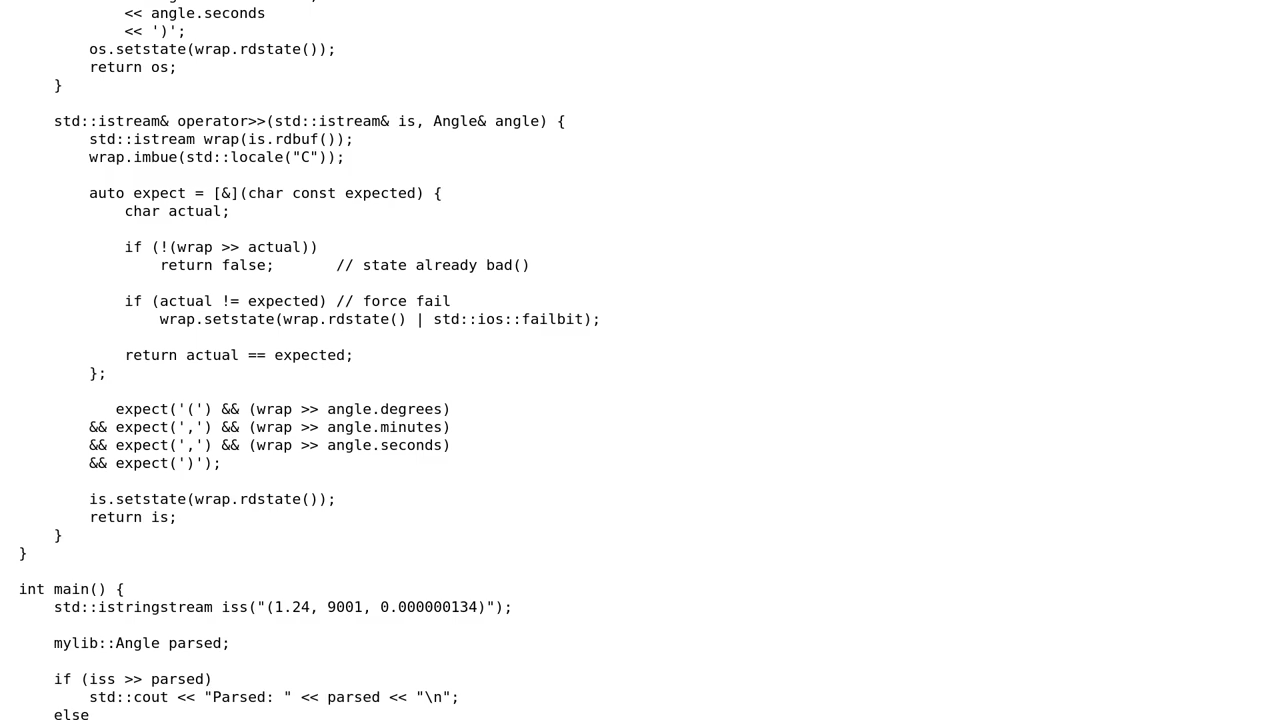 << angle.seconds
            << ')';
        os.setstate(wrap.rdstate());
        return os;
    }

    std::istream& operator>>(std::istream& is, Angle& angle) {
        std::istream wrap(is.rdbuf());
        wrap.imbue(std::locale("C"));

        auto expect = [&](char const expected) {
            char actual;

            if (!(wrap >> actual))
                return false;       // state already bad()

            if (actual != expected) // force fail
                wrap.setstate(wrap.rdstate() | std::ios::failbit);

            return actual == expected;
        };

           expect('(') && (wrap >> angle.degrees)
        && expect(',') && (wrap >> angle.minutes)
        && expect(',') && (wrap >> angle.seconds)
        && expect(')');

        is.setstate(wrap.rdstate());
        return is;
    }
}

int main() {
    std::istringstream iss("(1.24, 9001, 0.000000134)");

    mylib::Angle parsed;

    if (iss >> parsed)
        std::cout << "Parsed: " << parsed << "\n";
    else